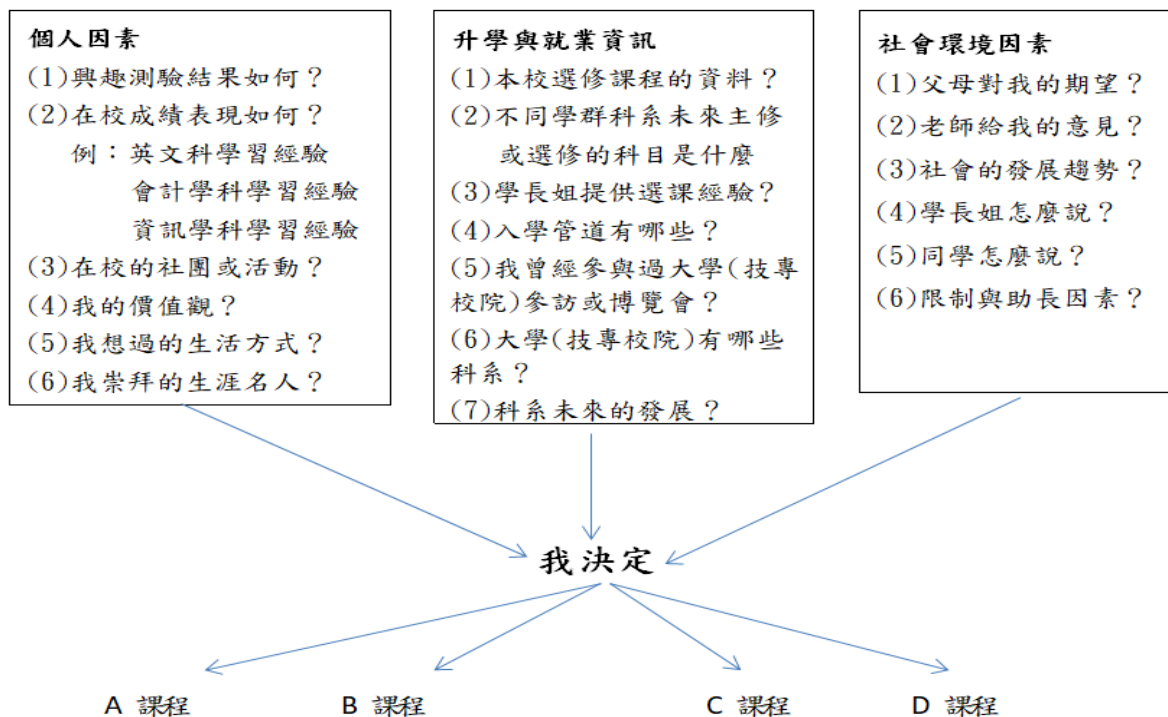 個人因素
(1)興趣測驗結果如何？
(2)在校成績表現如何？
例：英文科學習經驗
會計學科學習經驗
資訊學科學習經驗
(3)在校的社團或活動？
(4)我的價值觀？
(5)我想過的生活方式？
(6)我崇拜的生涯名人？
升學與就業資訊
(1)本校選修課程的資料？
(2)不同學群科系未來主修
或選修的科目是什麼
(3)學長姐提供選課經驗？
(4)入學管道有哪些？
(5)我曾經參與過大學(技專
校院)參訪或博覽會？
(6)大學(技專校院)有哪些
科系？
(7)科系未來的發展？
社會環境因素
(1)父母對我的期望？
(2)老師給我的意見？
(3)社會的發展趨勢？
(4)學長姐怎麼說？
(5)同學怎麼說？
(6)限制與助長因素？
我決定
A 課程
B 課程
C 課程
D 課程